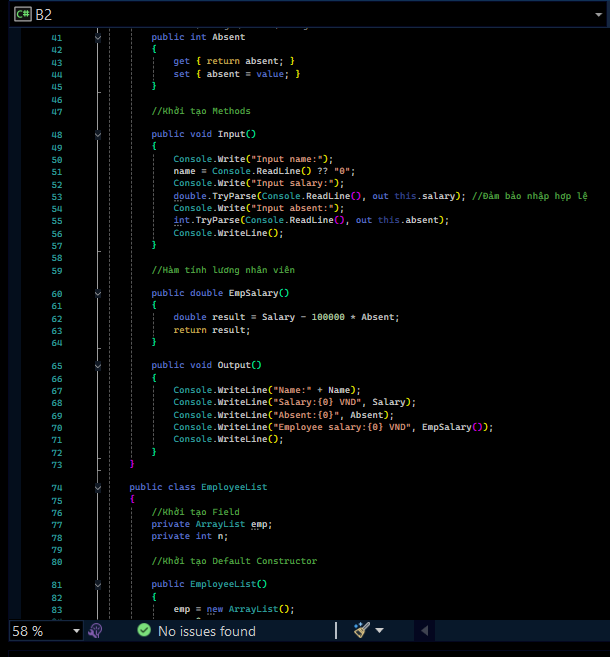 C# B2
41 public int Absent
42 {
43 get { return absent; }
44 set { absent = value; }
45 }
46
47 //Khởi tạo Methods
48 public void Input()
49 {
50 Console.Write("Input name:");
51 name = Console.ReadLine() ?? "0";
52 Console.Write("Input salary:");
53 double.TryParse(Console.ReadLine(), out this.salary); //Đảm bảo nhập hợp lệ
54 Console.Write("Input absent:");
55 int.TryParse(Console.ReadLine(), out this.absent);
56 Console.WriteLine();
57 }
58
59 //Hàm tính lương nhân viên
60 public double EmpSalary()
61 {
62 double result = Salary - 100000 * Absent;
63 return result;
64 }
65 public void Output()
66 {
67 Console.WriteLine("Name:" + Name);
68 Console.WriteLine("Salary:{0} VND", Salary);
69 Console.WriteLine("Absent:{0}", Absent);
70 Console.WriteLine("Employee salary:{0} VND", EmpSalary());
71 Console.WriteLine();
72 }
73 }
74 public class EmployeeList
75 {
76 //Khởi tạo Field
77 private ArrayList emp;
78 private int n;
79
80 //Khởi tạo Default Constructor
81 public EmployeeList()
82 {
83 emp = new ArrayList();
58 % No issues found